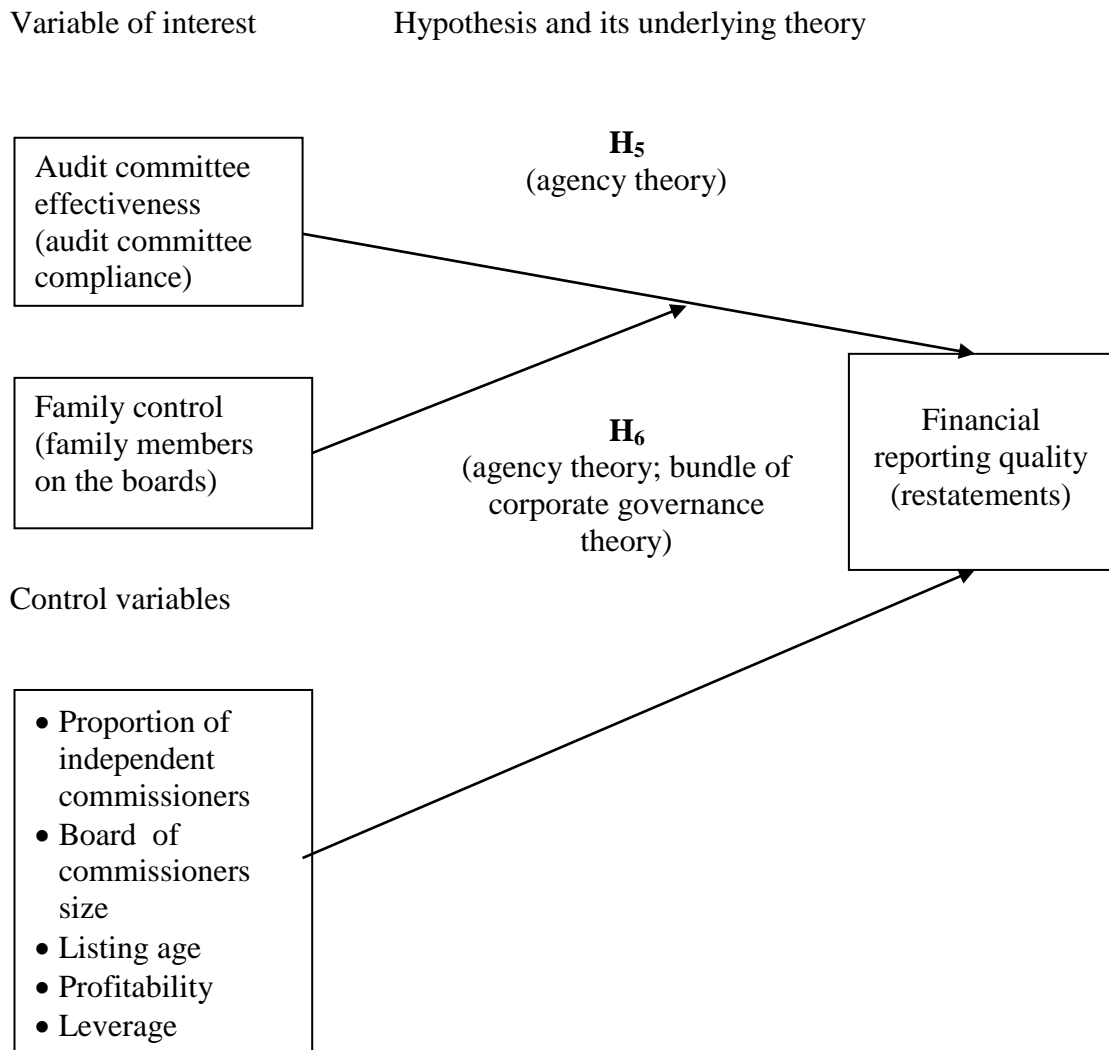 Variable of interest
Hypothesis and its underlying theory
H₅
(agency theory)
Audit committee
effectiveness
(audit committee
compliance)
Family control
(family members
on the boards)
H₆
(agency theory; bundle of
corporate governance
theory)
Financial
reporting quality
(restatements)
Control variables
• Proportion of
independent
commissioners
• Board of
commissioners
size
• Listing age
• Profitability
• Leverage